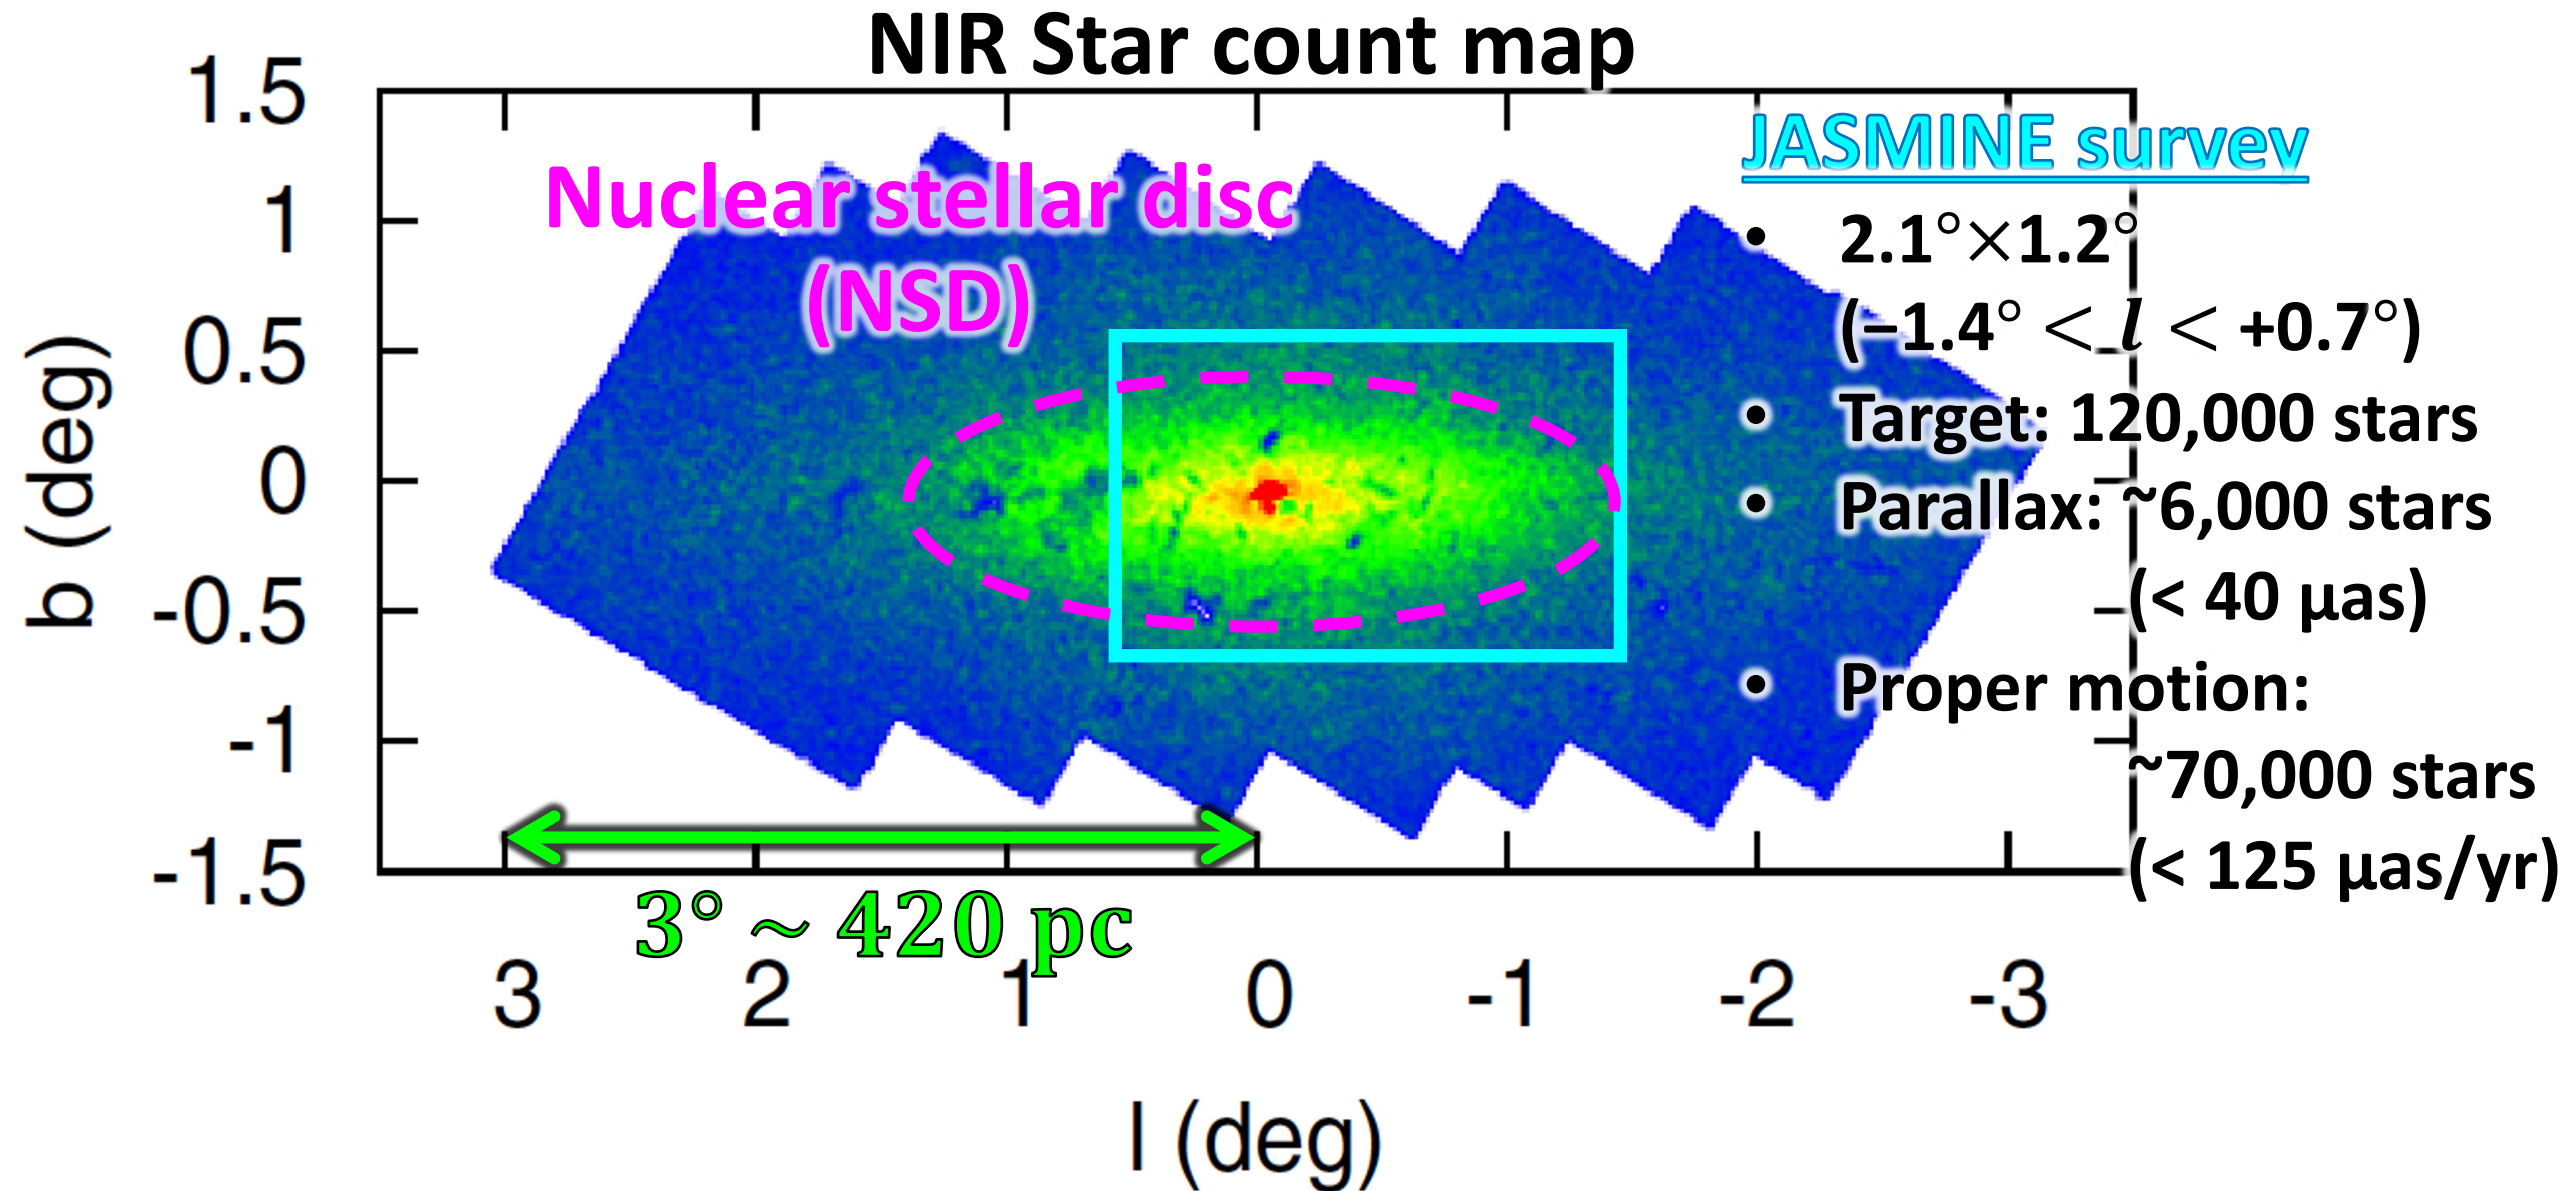 NIR Star count map
1.5
1
0.5
0
-0.5
-1
-1.5
b (deg)
Nuclear stellar disc
(NSD)
JASMINE survey
• 2.1°×1.2°
(−1.4° < l < +0.7°)
• Target: 120,000 stars
• Parallax: ~6,000 stars
(< 40 μas)
• Proper motion:
~70,000 stars
(< 125 μas/yr)
3° ~ 420 pc
3 2 1 0 -1 -2 -3
l (deg)